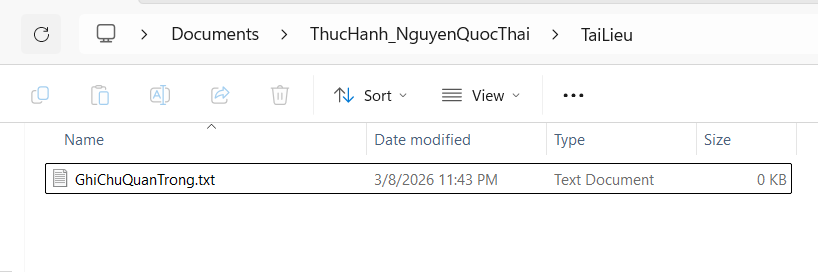 Documents > ThucHanh_NguyenQuocThai > TaiLieu
Sort View
Name Date modified Type Size
GhiChuQuanTrong.txt 3/8/2026 11:43 PM Text Document 0 KB